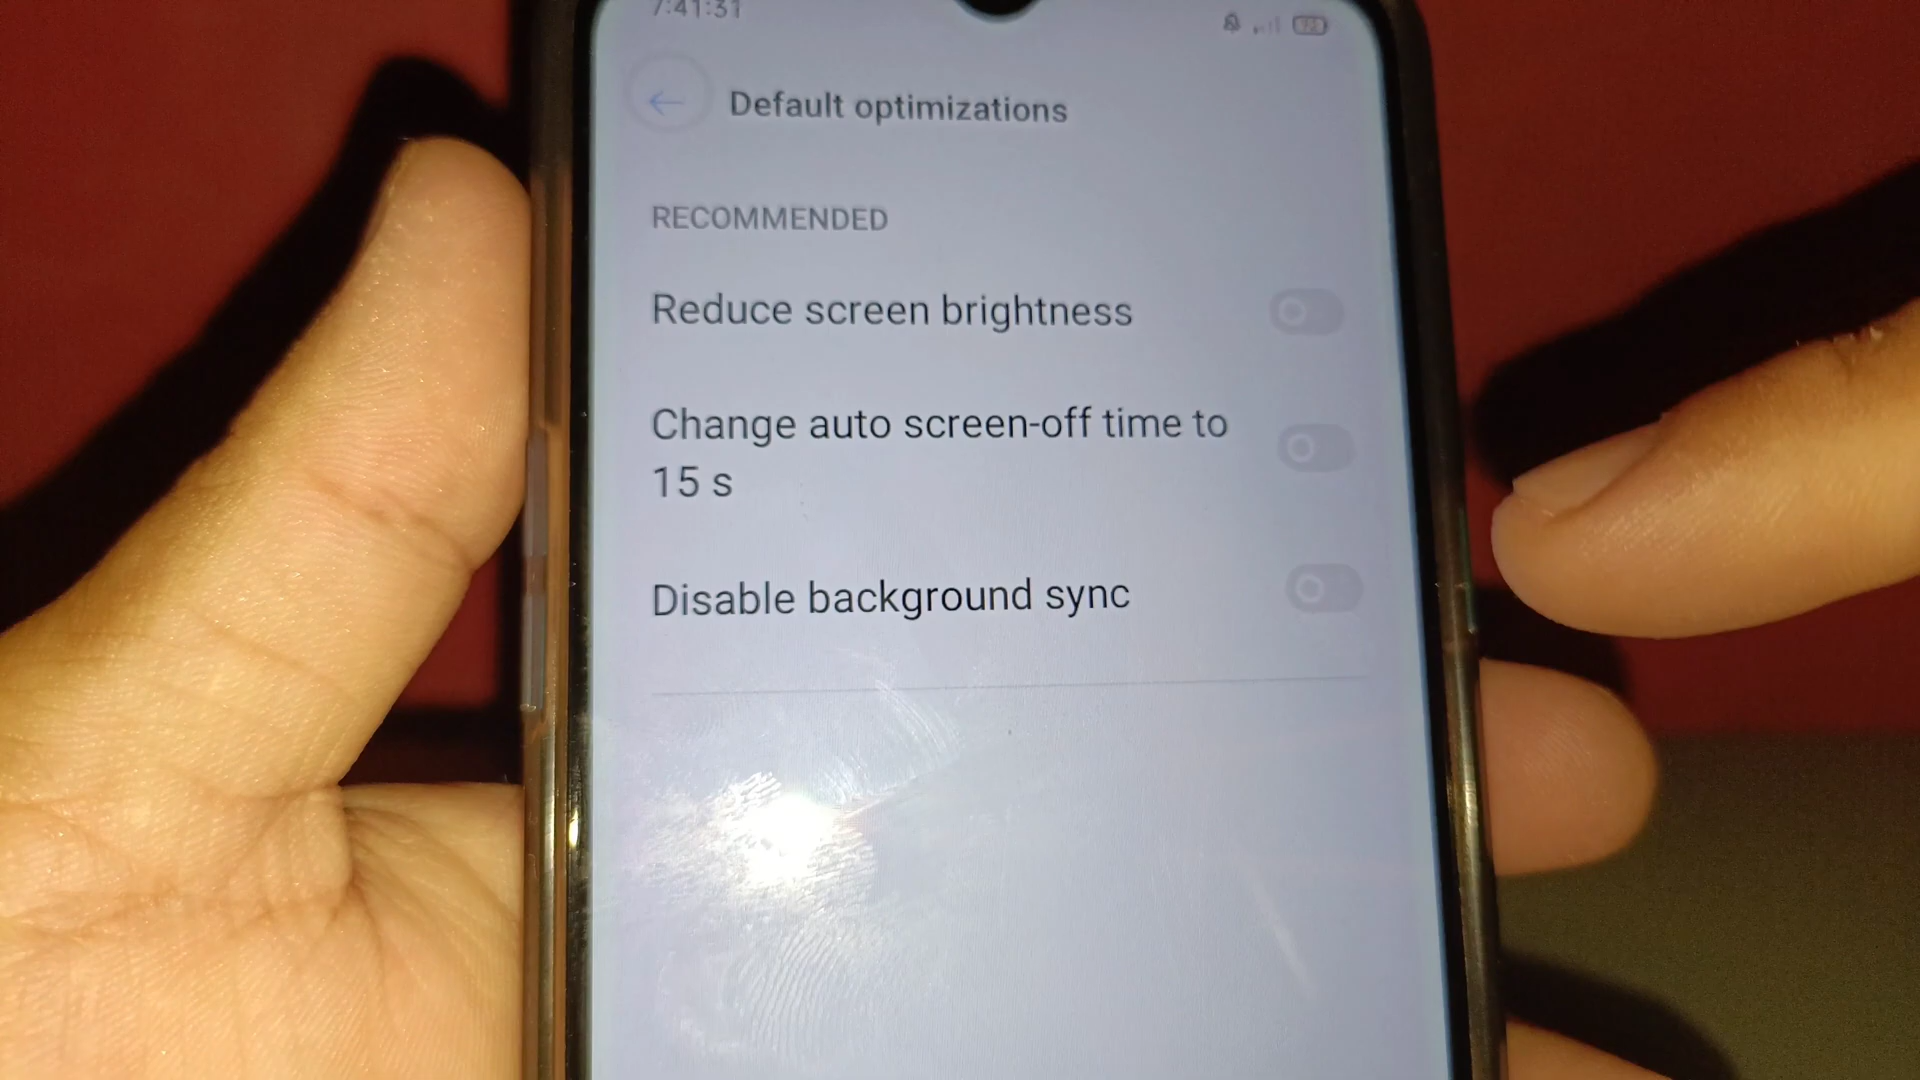 7:41:31
Default optimizations
RECOMMENDED
Reduce screen brightness
Change auto screen-off time to
15 s
Disable background sync